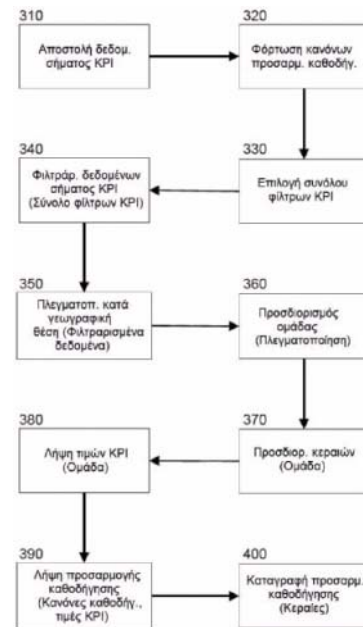 310
Αποστολή δεδομ.
σήματος KPI
320
Φόρτωση κανόνων
προσαρμ. καθοδήγ.
330
Επιλογή συνόλου
φίλτρων KPI
340
Φιλτράρ. δεδομένων
σήματος KPI
(Σύνολο φίλτρων KPI)
350
Πλεγματοπ. κατά
γεωγραφική
θέση (Φιλτραρισμένα
δεδομένα)
360
Προσδιορισμός
ομάδας
(Πλεγματοποίηση)
370
Προσδιορ. κεραιών
(Ομάδα)
380
Λήψη τιμών KPI
(Ομάδα)
390
Λήψη προσαρμογής
καθοδήγησης
(Κανόνες καθοδήγ.,
τιμές KPI)
400
Καταγραφή προσαρμ.
καθοδήγησης
(Κεραίες)